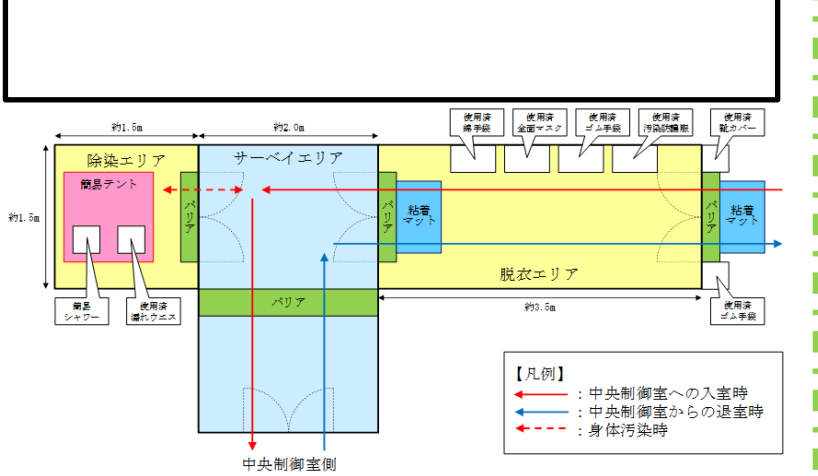 約1.5m
約2.0m
使用済
綿手袋
使用済
全面マスク
使用済
ゴム手袋
使用済
汚染防護服
使用済
靴カバー
除染エリア
サーベイエリア
簡易テント
バリア
バリア
粘着
マット
バリア
粘着
マット
約1.5m
脱衣エリア
簡易
シャワー
使用済
濡れウエス
バリア
約3.5m
使用済
ゴム手袋
【凡例】
：中央制御室への入室時
：中央制御室からの退室時
：身体汚染時
中央制御室側